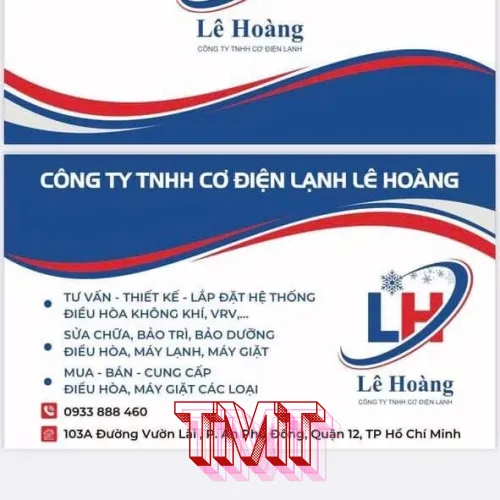 Lê Hoàng
CÔNG TY TNHH CƠ ĐIỆN LẠNH
CÔNG TY TNHH CƠ ĐIỆN LẠNH LÊ HOÀNG
TƯ VẤN - THIẾT KẾ - LẮP ĐẶT HỆ THỐNG
ĐIỀU HÒA KHÔNG KHÍ, VRV,...
SỬA CHỮA, BẢO TRÌ, BẢO DƯỠNG
ĐIỀU HÒA, MÁY LẠNH, MÁY GIẶT
MUA - BÁN - CUNG CẤP
ĐIỀU HÒA, MÁY GIẶT CÁC LOẠI
0933 888 460
103A Đường Vườn Lài , P. An Phú Đông, Quận 12, TP Hồ Chí Minh
LH
Lê Hoàng
CÔNG TY TNHH CƠ ĐIỆN LẠNH
TMT